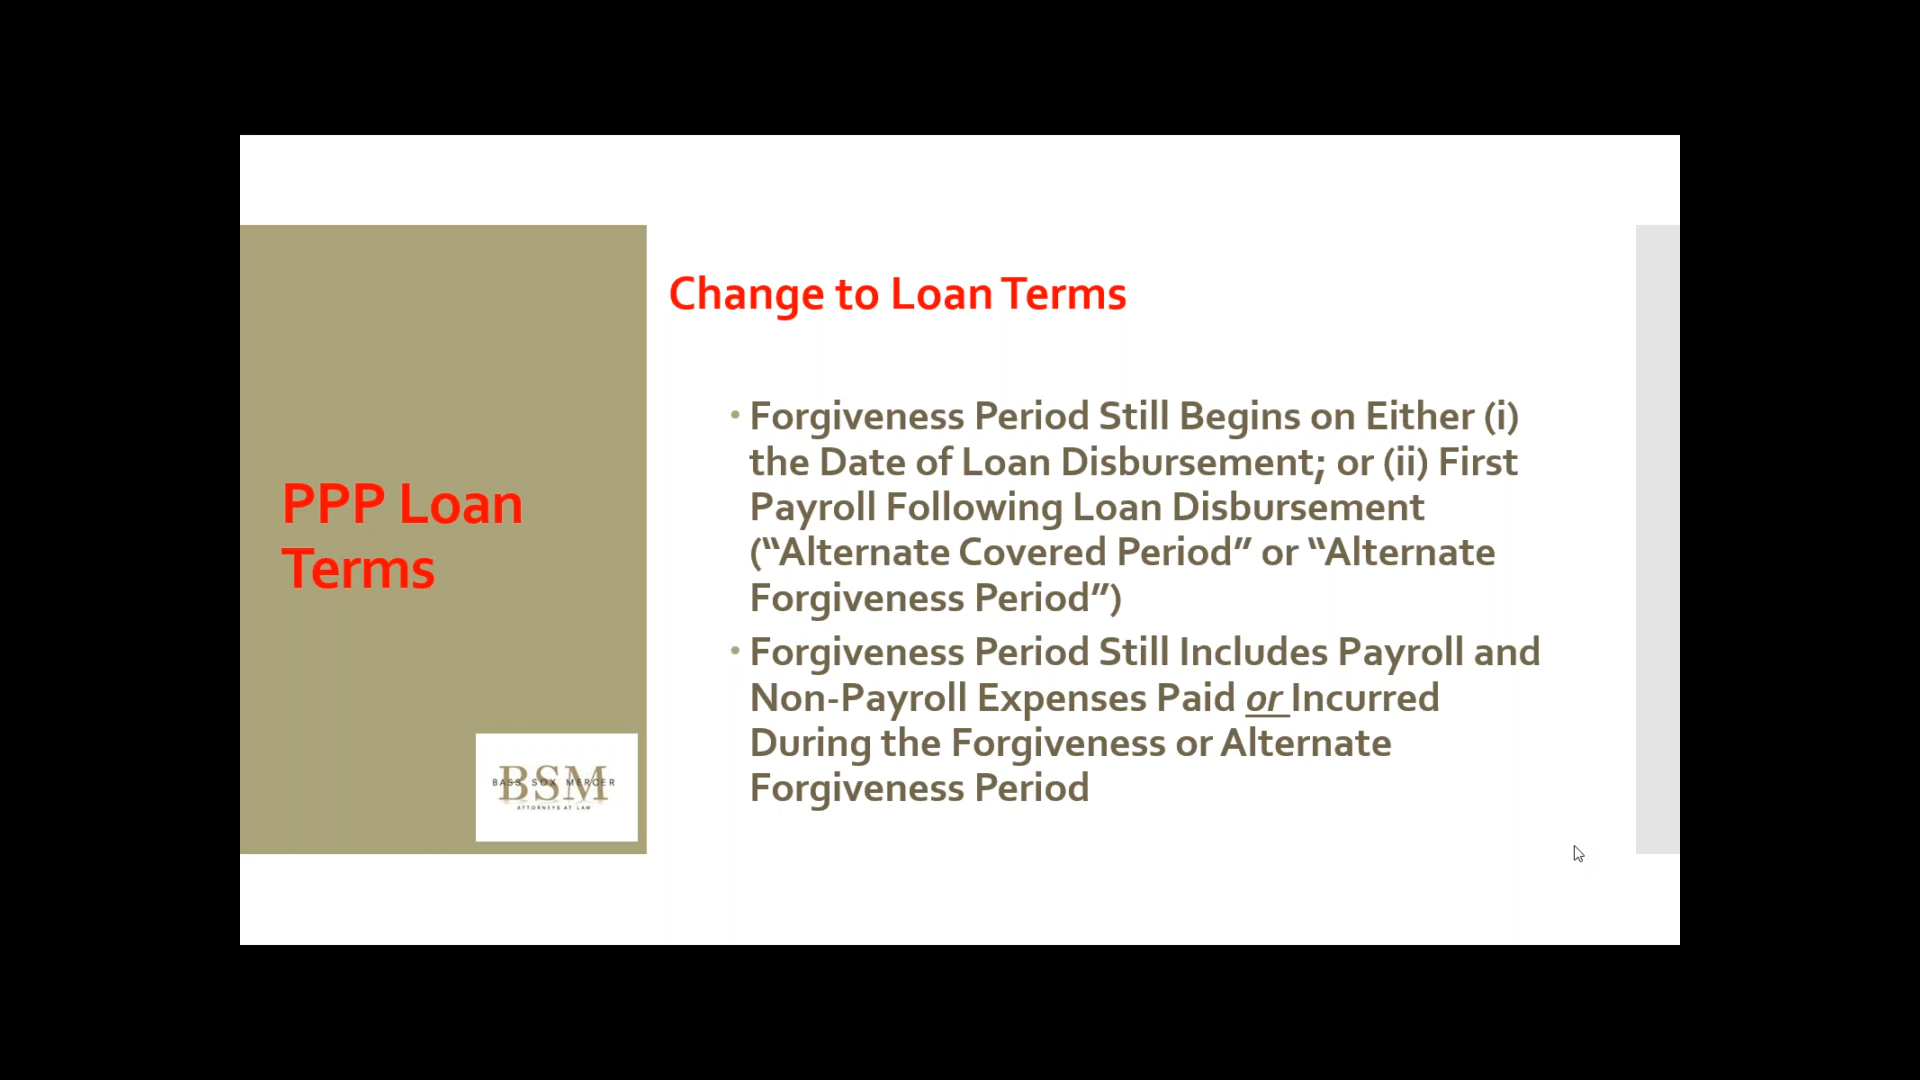 Change to Loan Terms
PPP Loan
Terms
• Forgiveness Period Still Begins on Either (i)
the Date of Loan Disbursement; or (ii) First
Payroll Following Loan Disbursement
(“Alternate Covered Period” or “Alternate
Forgiveness Period”)
• Forgiveness Period Still Includes Payroll and
Non-Payroll Expenses Paid or Incurred
During the Forgiveness or Alternate
Forgiveness Period
BSM
BASS SOX MERCER
ATTORNEYS AT LAW